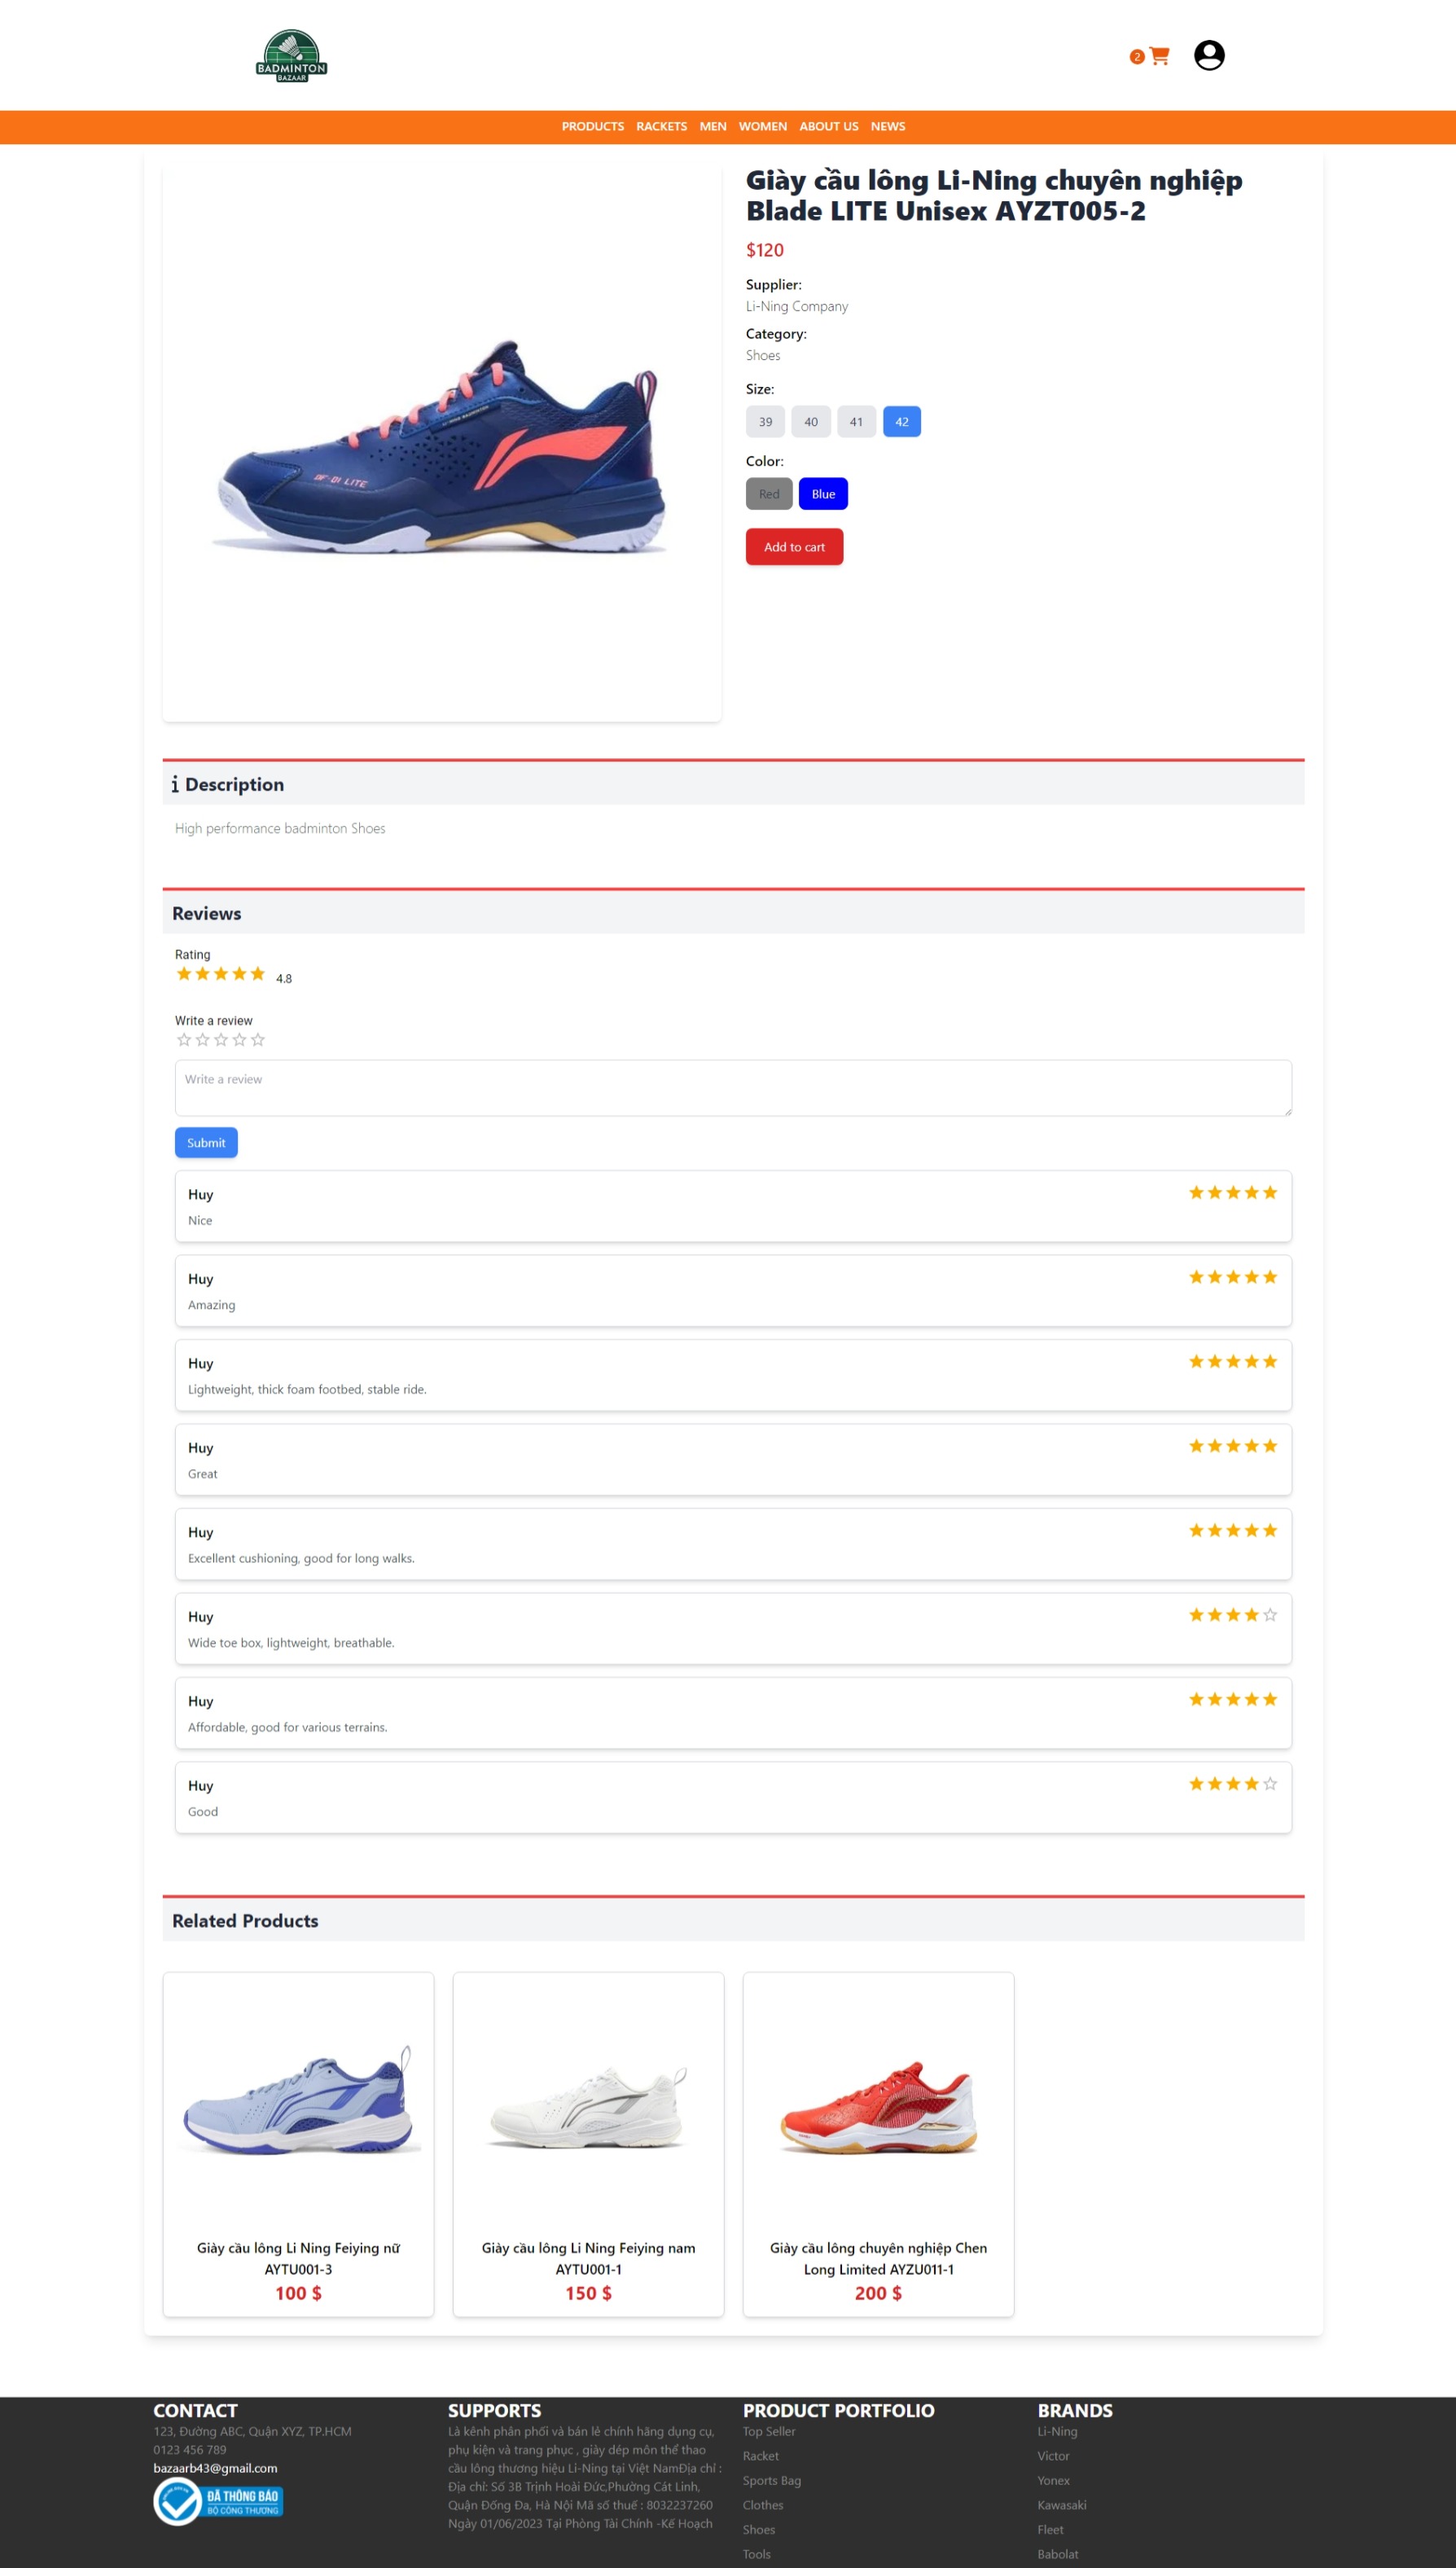 BADMINTON
BAZAAR
2
PRODUCTS RACKETS MEN WOMEN ABOUT US NEWS
Giày cầu lông Li-Ning chuyên nghiệp
Blade LITE Unisex AYZT005-2
$120
Supplier:
Li-Ning Company
Category:
Shoes
Size:
39 40 41 42
Color:
Red Blue
Add to cart
Description
High performance badminton Shoes
Reviews
Rating
4.8
Write a review
Write a review
Submit
Huy
Nice
Huy
Amazing
Huy
Lightweight, thick foam footbed, stable ride.
Huy
Great
Huy
Excellent cushioning, good for long walks.
Huy
Wide toe box, lightweight, breathable.
Huy
Affordable, good for various terrains.
Huy
Good
Related Products
Giày cầu lông Li Ning Feiying nữ
AYTU001-3
100 $
Giày cầu lông Li Ning Feiying nam
AYTU001-1
150 $
Giày cầu lông chuyên nghiệp Chen
Long Limited AYZU011-1
200 $
CONTACT
123, Đường ABC, Quận XYZ, TP.HCM
0123 456 789
bazaarb43@gmail.com
ĐÃ THÔNG BÁO
BỘ CÔNG THƯƠNG
SUPPORTS
Là kênh phân phối và bán lẻ chính hãng dụng cụ,
phụ kiện và trang phục , giày dép môn thể thao
cầu lông thương hiệu Li-Ning tại Việt NamĐịa chỉ :
Địa chỉ: Số 3B Trịnh Hoài Đức,Phường Cát Linh,
Quận Đống Đa, Hà Nội Mã số thuế : 8032237260
Ngày 01/06/2023 Tại Phòng Tài Chính -Kế Hoạch
PRODUCT PORTFOLIO
Top Seller
Racket
Sports Bag
Clothes
Shoes
Tools
BRANDS
Li-Ning
Victor
Yonex
Kawasaki
Fleet
Babolat